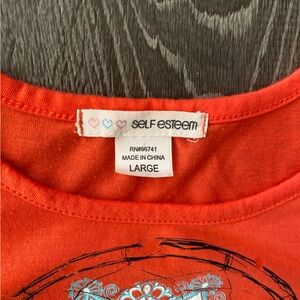 self esteem
RN#96741
MADE IN CHINA
LARGE